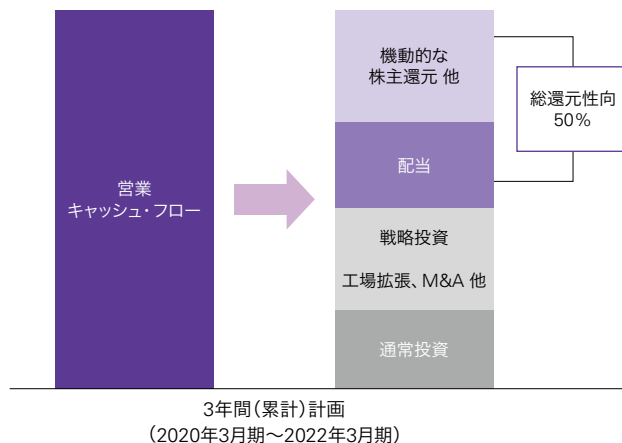 営業
キャッシュ・フロー
機動的な
株主還元 他
配当
戦略投資
工場拡張、M&A 他
通常投資
総還元性向
50%
3年間（累計）計画
（2020年3月期～2022年3月期）